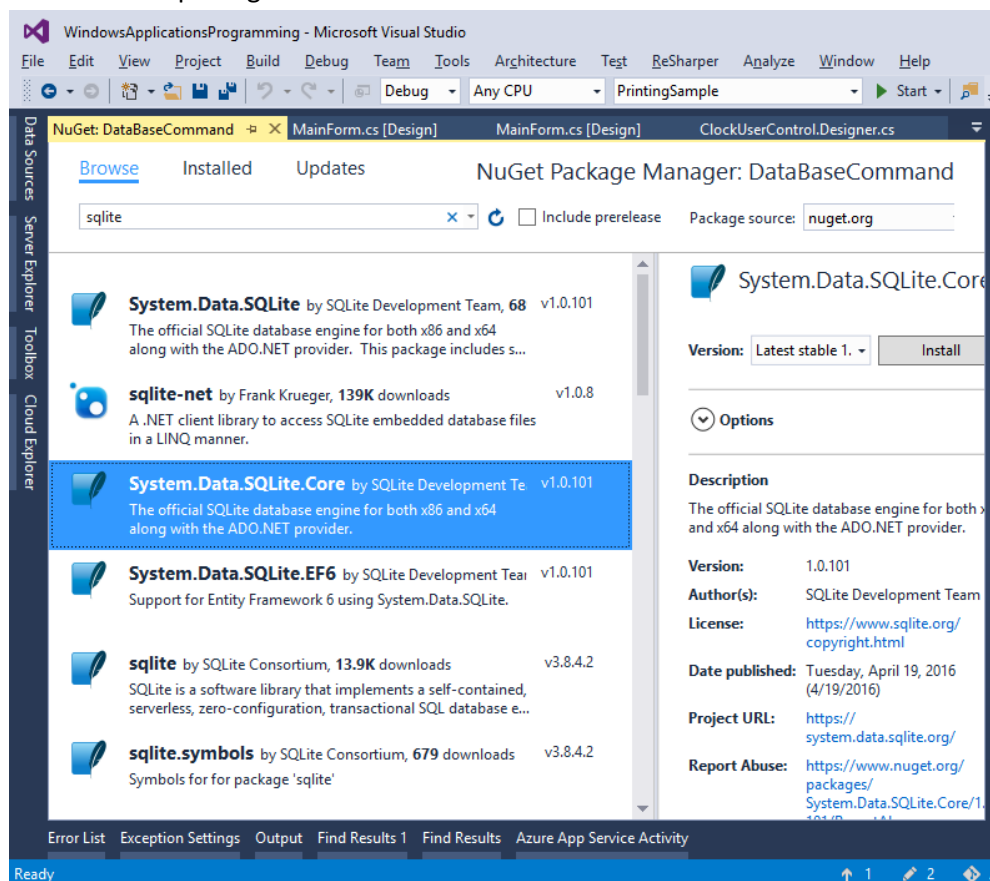 WindowsApplicationsProgramming - Microsoft Visual Studio
File Edit View Project Build Debug Team Tools Architecture Test ReSharper Analyze Window Help
Debug Any CPU PrintingSample Start
NuGet: DataBaseCommand MainForm.cs [Design] MainForm.cs [Design] ClockUserControl.Designer.cs
Data Sources
Server Explorer
Toolbox
Cloud Explorer
Browse Installed Updates NuGet Package Manager: DataBaseCommand
sqlite Include prerelease Package source: nuget.org
System.Data.SQLite by SQLite Development Team, 68 v1.0.101
The official SQLite database engine for both x86 and x64
along with the ADO.NET provider. This package includes s...
sqlite-net by Frank Krueger, 139K downloads v1.0.8
A .NET client library to access SQLite embedded database files
in a LINQ manner.
System.Data.SQLite.Core by SQLite Development Te v1.0.101
The official SQLite database engine for both x86 and x64
along with the ADO.NET provider.
System.Data.SQLite.EF6 by SQLite Development Tear v1.0.101
Support for Entity Framework 6 using System.Data.SQLite.
sqlite by SQLite Consortium, 13.9K downloads v3.8.4.2
SQLite is a software library that implements a self-contained,
serverless, zero-configuration, transactional SQL database e...
sqlite.symbols by SQLite Consortium, 679 downloads v3.8.4.2
Symbols for for package 'sqlite'
System.Data.SQLite.Core
Version: Latest stable 1. Install
Options
Description
The official SQLite database engine for both x
and x64 along with the ADO.NET provider.
Version: 1.0.101
Author(s): SQLite Development Team
License: https://www.sqlite.org/
copyright.html
Date published: Tuesday, April 19, 2016
(4/19/2016)
Project URL: https://
system.data.sqlite.org/
Report Abuse: https://www.nuget.org/
packages/
System.Data.SQLite.Core/1.
Error List Exception Settings Output Find Results 1 Find Results Azure App Service Activity
Ready 1 2